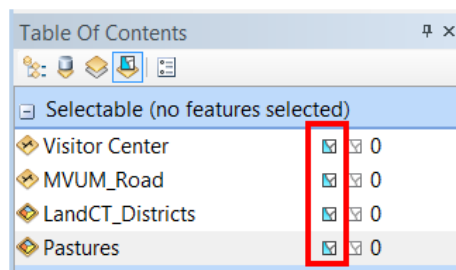 Table Of Contents
Selectable (no features selected)
Visitor Center 0
MVUM_Road 0
LandCT_Districts 0
Pastures 0